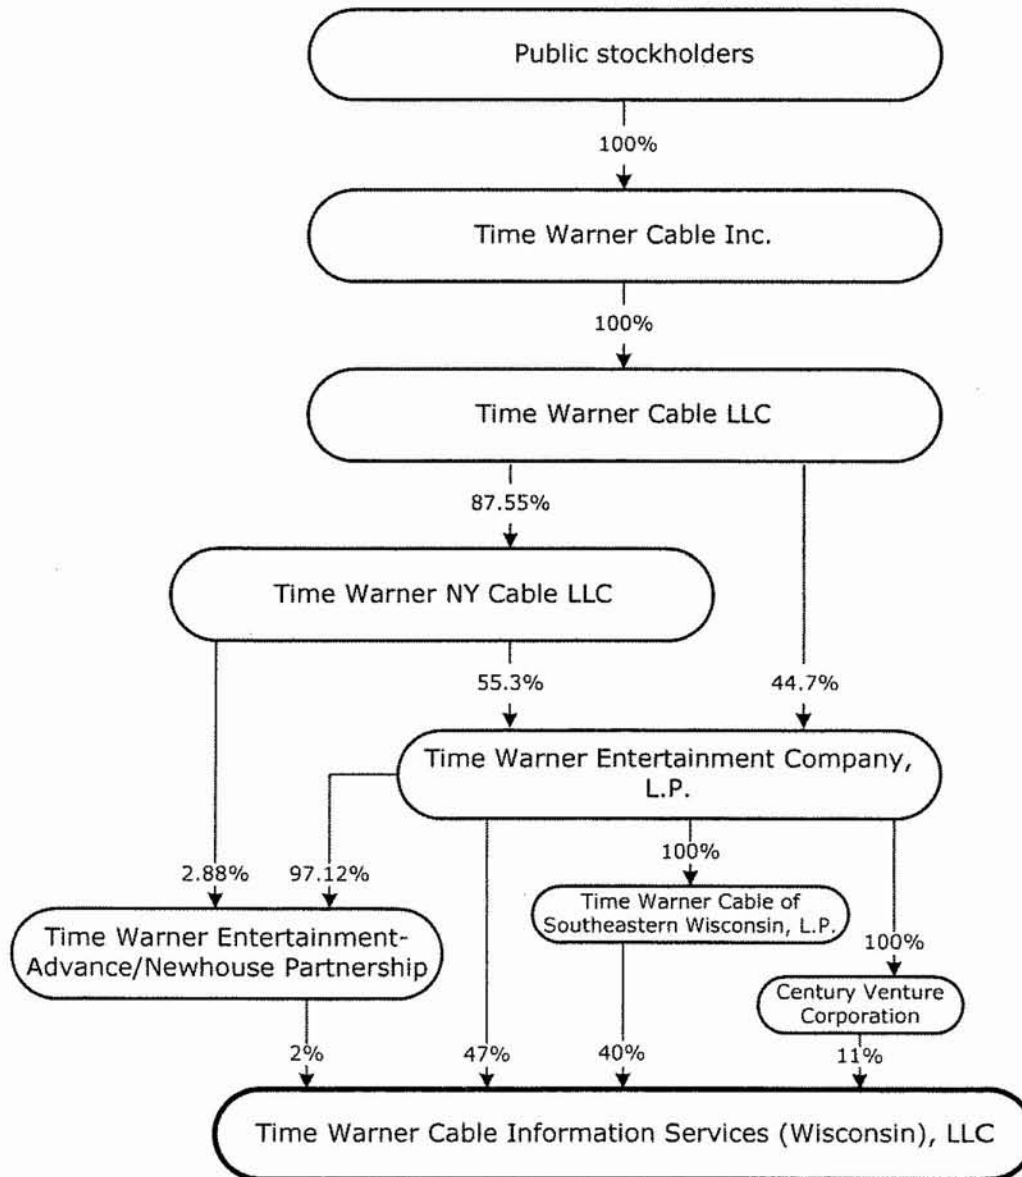 Public stockholders
100%
Time Warner Cable Inc.
100%
Time Warner Cable LLC
87.55%
Time Warner NY Cable LLC
55.3%
44.7%
Time Warner Entertainment Company,
L.P.
2.88%
97.12%
100%
Time Warner Cable of
Southeastern Wisconsin, L.P.
Time Warner Entertainment-
Advance/Newhouse Partnership
100%
Century Venture
Corporation
2%
47%
40%
11%
Time Warner Cable Information Services (Wisconsin), LLC